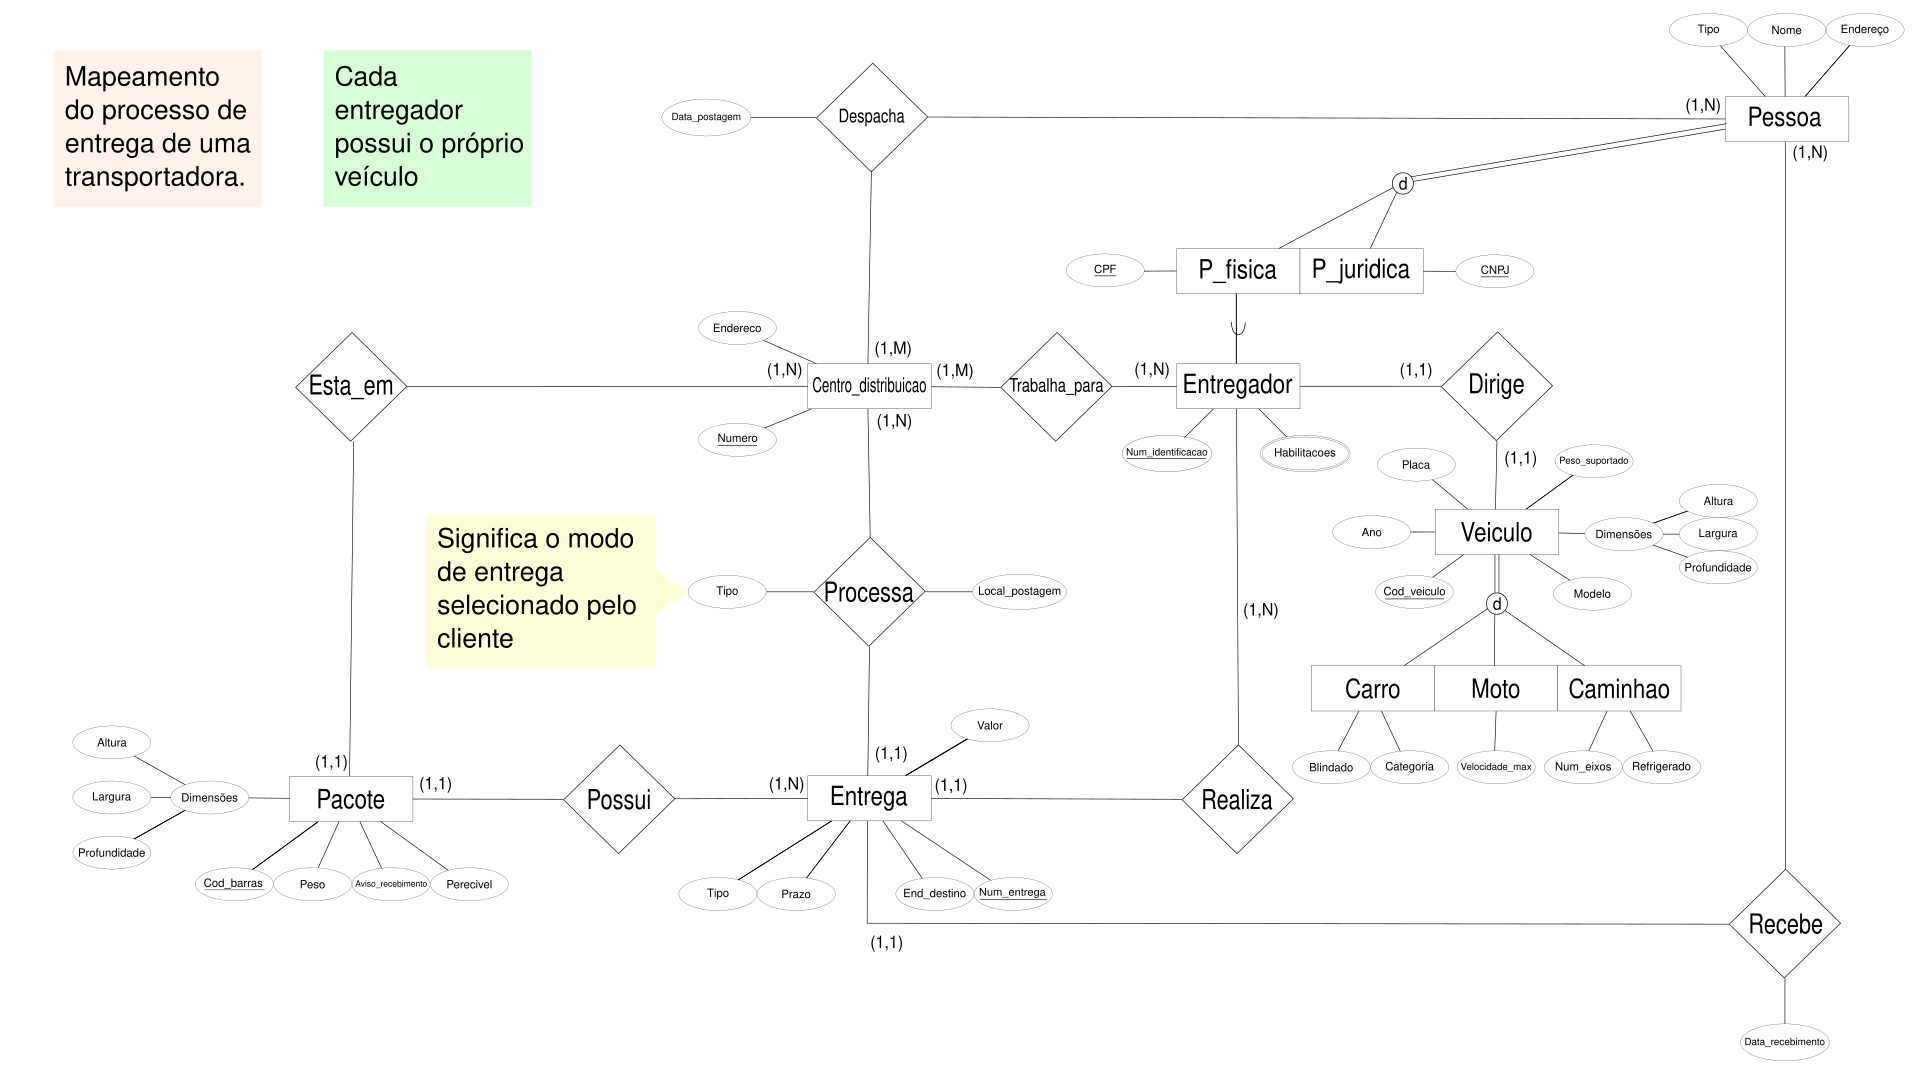 Mapeamento
do processo de
entrega de uma
transportadora.
Cada
entregador
possui o próprio
veículo
Tipo
Nome
Endereço
Data_postagem
Despacha
(1,N)
Pessoa
(1,N)
d
CPF
P_fisica
P_juridica
CNPJ
Endereco
(1,M)
Esta_em
(1,N)
Centro_distribuicao
(1,M)
Trabalha_para
(1,N)
Entregador
(1,1)
Dirige
(1,N)
Numero
Num_identificacao
Habilitacoes
(1,1)
Placa
Peso_suportado
Altura
Ano
Veiculo
Dimensões
Largura
Profundidade
Cod_veiculo
Modelo
d
Significa o modo
de entrega
selecionado pelo
cliente
Tipo
Processa
Local_postagem
(1,N)
Carro
Moto
Caminhao
Blindado
Categoria
Velocidade_max
Num_eixos
Refrigerado
Valor
(1,1)
Altura
(1,1)
Largura
Dimensões
Pacote
(1,1)
Possui
(1,N)
Entrega
(1,1)
Realiza
Profundidade
Cod_barras
Peso
Aviso_recebimento
Perecivel
Tipo
Prazo
End_destino
Num_entrega
(1,1)
Recebe
Data_recebimento